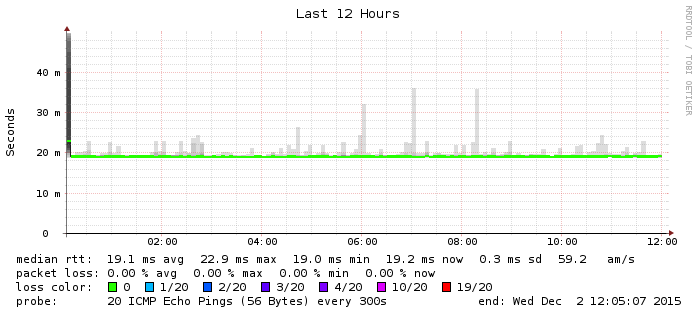 Last 12 Hours
RRDTOOL / TOBI OETIKER
Seconds
40 m
30 m
20 m
10 m
0
02:00 04:00 06:00 08:00 10:00 12:00
median rtt: 19.1 ms avg 22.9 ms max 19.0 ms min 19.2 ms now 0.3 ms sd 59.2 am/s
packet loss: 0.00 % avg 0.00 % max 0.00 % min 0.00 % now
loss color: 0 1/20 2/20 3/20 4/20 10/20 19/20
probe: 20 ICMP Echo Pings (56 Bytes) every 300s end: Wed Dec 2 12:05:07 2015